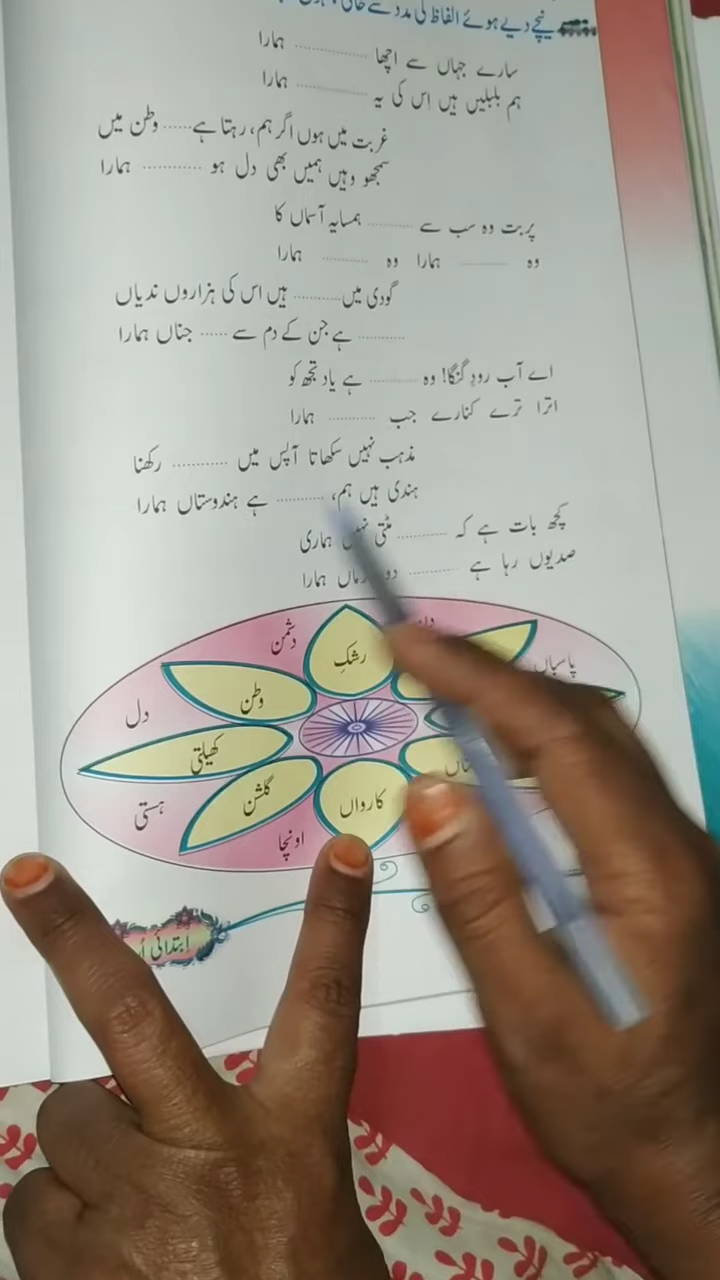 نیچے دیے ہوئے الفاظ کی مدد سے
سارے جہاں سے اچھا ............ ہمارا
ہم بلبلیں ہیں اِس کی یہ ............ ہمارا
غربت میں ہوں اگر ہم، رہتا ہے ...... وطن میں
سمجھو وہیں ہمیں بھی دل ہو ............ ہمارا
پربت وہ سب سے ............ ہمسایہ آسماں کا
وہ ............ ہمارا وہ ............ ہمارا
گودی میں ............ ہیں اس کی ہزاروں ندیاں
............ ہے جن کے دم سے ...... جناں ہمارا
اے آب رودِ گنگا! وہ ............ ہے یاد تجھ کو
اترا ترے کنارے جب ............ ہمارا
مذہب نہیں سکھاتا آپس میں ............ رکھنا
ہندی ہیں ہم، ............ ہے ہندوستاں ہمارا
کچھ بات ہے کہ ............ مٹتی نہیں ہماری
صدیوں رہا ہے ............ ہمارا
دشمن
رشکِ
پاسباں
وطن
دل
کھیلتی
گلشن
کارواں
ہستی
اونچا
ابتدائی